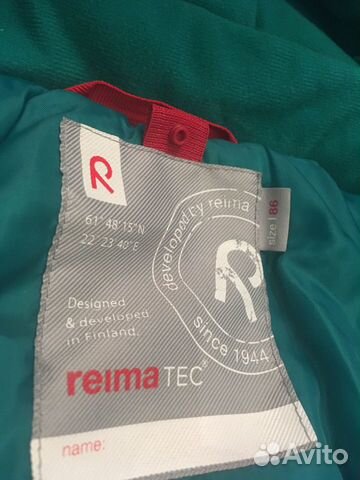 R
61° 48' 15"N
22° 23' 40"E
Designed
& developed
in Finland.
reimaTEC®
name:
developed by reima
since 1944
R
size | 86
Avito